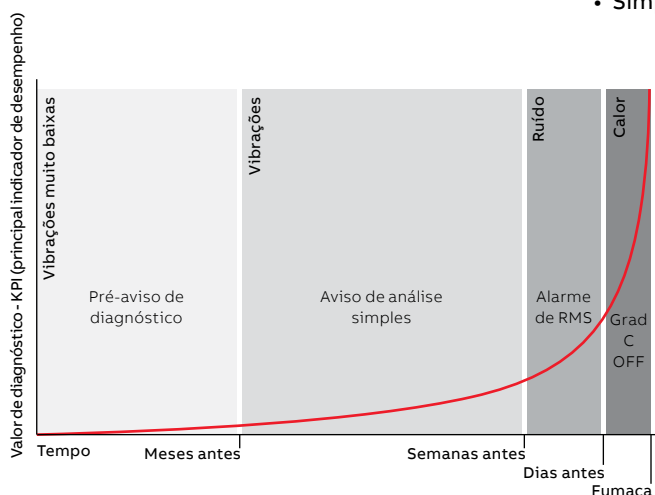 • Sim
Valor de diagnóstico - KPI (principal indicador de desempenho)
Vibrações muito baixas
Vibrações
Ruído
Calor
Pré-aviso de
diagnóstico
Aviso de análise
simples
Alarme
de RMS
Grad
C
OFF
Tempo
Meses antes
Semanas antes
Dias antes
Fumaça